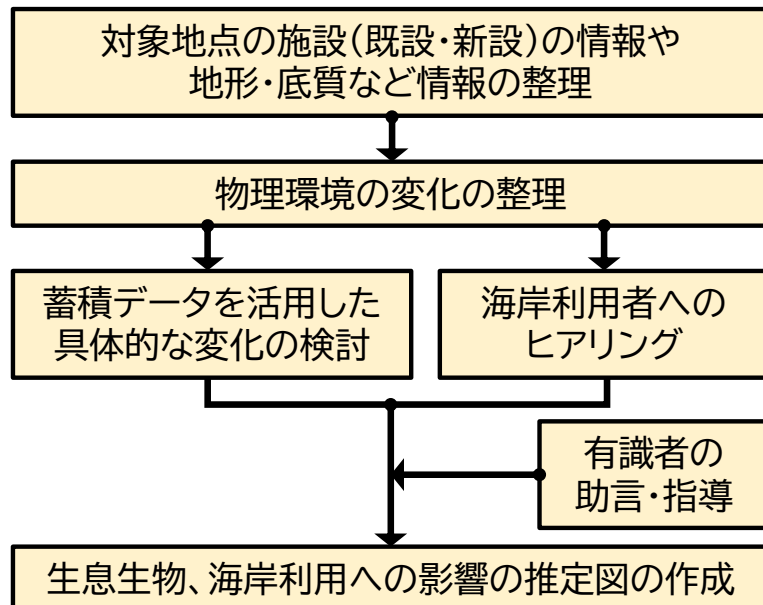 対象地点の施設(既設・新設)の情報や
地形・底質など情報の整理
物理環境の変化の整理
蓄積データを活用した
具体的な変化の検討
海岸利用者への
ヒアリング
有識者の
助言・指導
生息生物、海岸利用への影響の推定図の作成